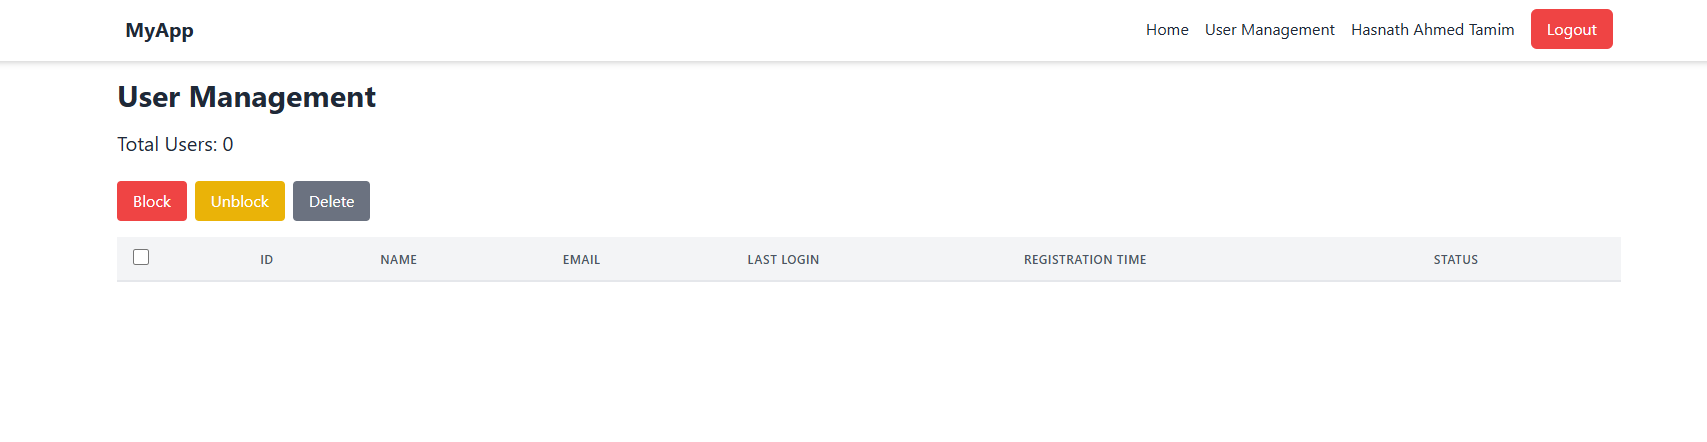 MyApp Home User Management Hasnath Ahmed Tamim Logout
User Management
Total Users: 0
Block Unblock Delete
ID NAME EMAIL LAST LOGIN REGISTRATION TIME STATUS